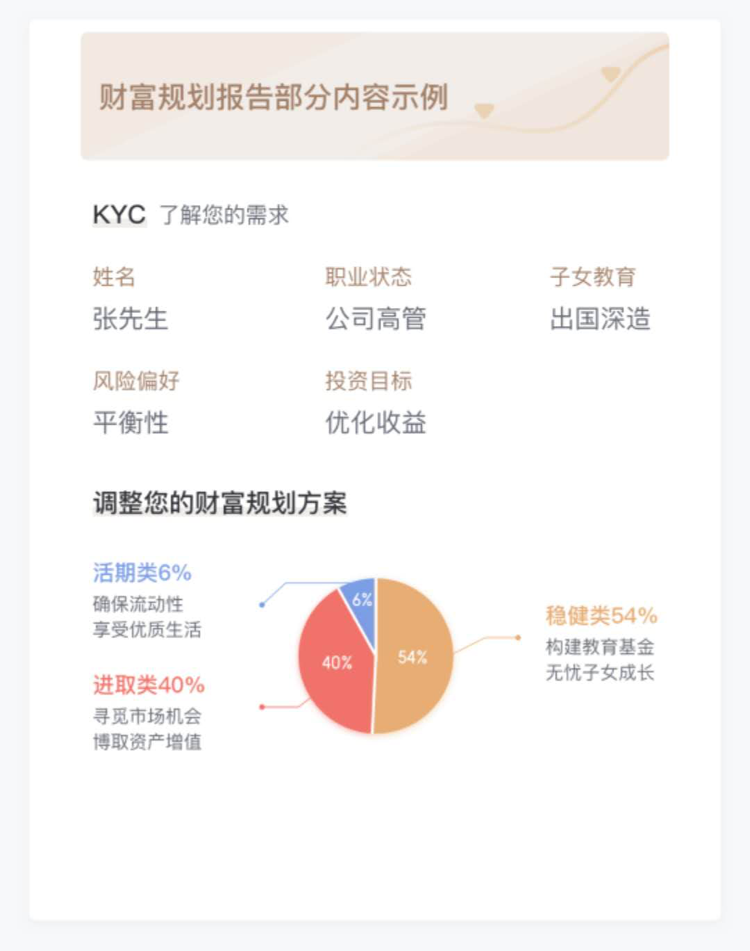 财富规划报告部分内容示例
KYC 了解您的需求
姓名 职业状态 子女教育
张先生 公司高管 出国深造
风险偏好 投资目标
平衡性 优化收益
调整您的财富规划方案
活期类6%
确保流动性
享受优质生活
进取类40%
寻觅市场机会
博取资产增值
6%
40%
54%
稳健类54%
构建教育基金
无忧子女成长